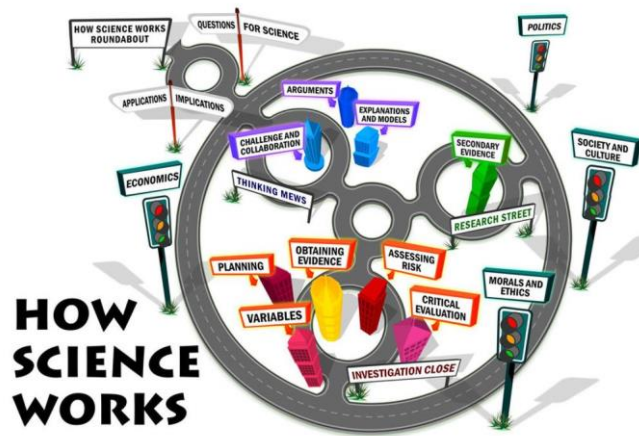 HOW SCIENCE WORKS
ROUNDABOUT
QUESTIONS
FOR SCIENCE
POLITICS
APPLICATIONS
IMPLICATIONS
ARGUMENTS
EXPLANATIONS
AND MODELS
CHALLENGE AND
COLLABORATION
SECONDARY
EVIDENCE
SOCIETY AND
CULTURE
ECONOMICS
THINKING MEWS
RESEARCH STREET
PLANNING
OBTAINING
EVIDENCE
ASSESSING
RISK
MORALS AND
ETHICS
VARIABLES
CRITICAL
EVALUATION
INVESTIGATION CLOSE
HOW
SCIENCE
WORKS